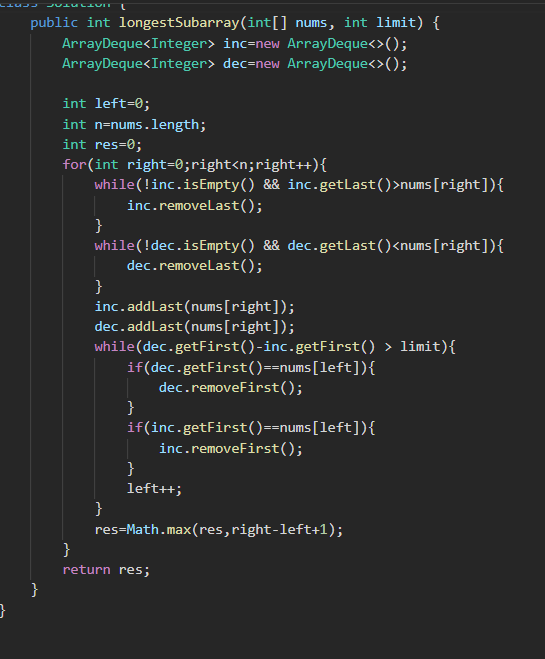 class Solution {
    public int longestSubarray(int[] nums, int limit) {
        ArrayDeque<Integer> inc=new ArrayDeque<>();
        ArrayDeque<Integer> dec=new ArrayDeque<>();

        int left=0;
        int n=nums.length;
        int res=0;
        for(int right=0;right<n;right++){
            while(!inc.isEmpty() && inc.getLast()>nums[right]){
                inc.removeLast();
            }
            while(!dec.isEmpty() && dec.getLast()<nums[right]){
                dec.removeLast();
            }
            inc.addLast(nums[right]);
            dec.addLast(nums[right]);
            while(dec.getFirst()-inc.getFirst() > limit){
                if(dec.getFirst()==nums[left]){
                    dec.removeFirst();
                }
                if(inc.getFirst()==nums[left]){
                    inc.removeFirst();
                }
                left++;
            }
            res=Math.max(res,right-left+1);
        }
        return res;
    }
}